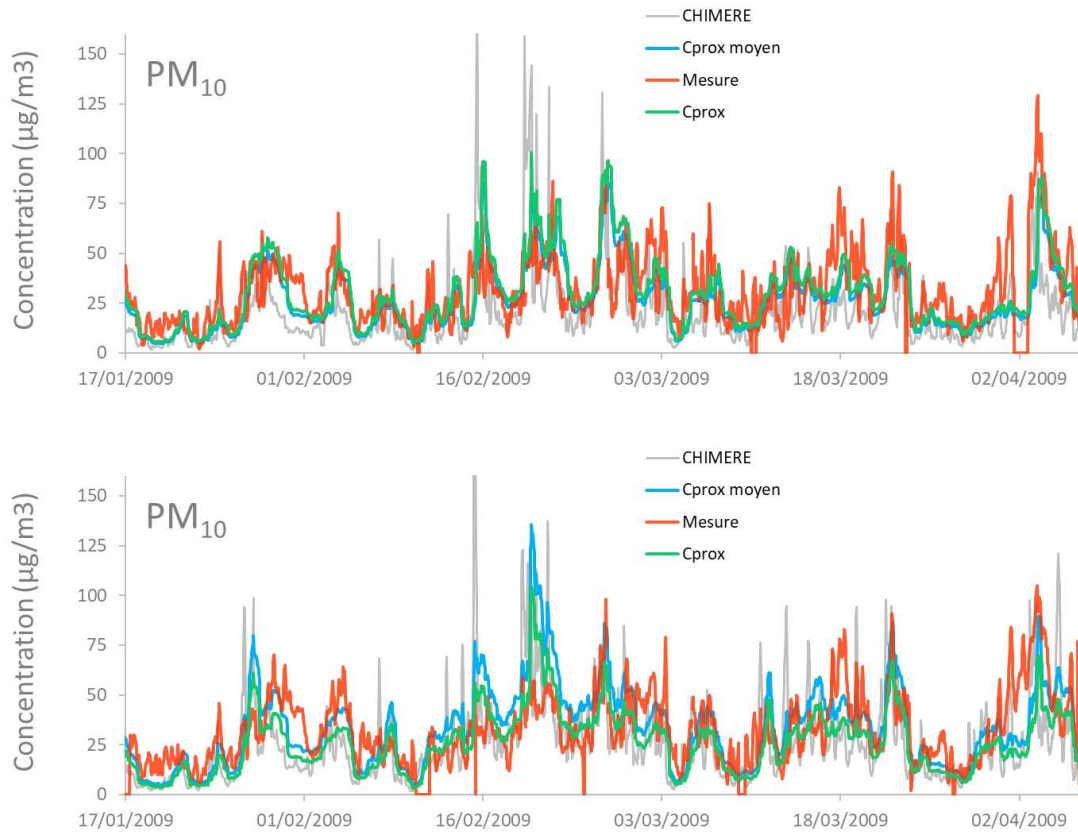 CHIMERE
Cprox moyen
Mesure
Cprox
PM10
Concentration (µg/m3)
150
125
100
75
50
25
0
17/01/2009 01/02/2009 16/02/2009 03/03/2009 18/03/2009 02/04/2009
CHIMERE
Cprox moyen
Mesure
Cprox
PM10
Concentration (µg/m3)
150
125
100
75
50
25
0
17/01/2009 01/02/2009 16/02/2009 03/03/2009 18/03/2009 02/04/2009